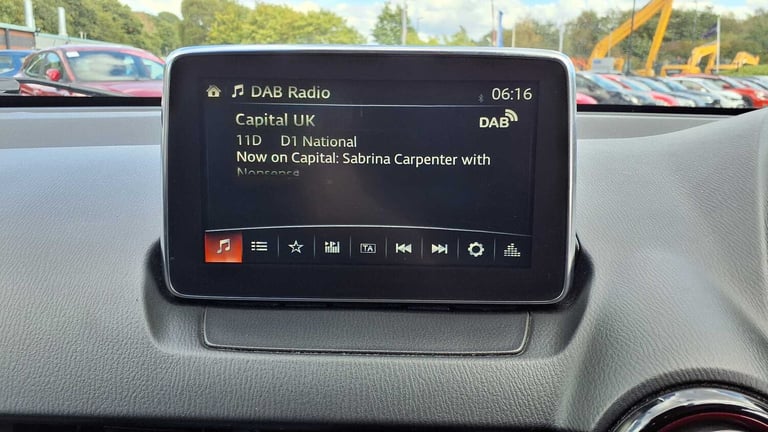 DAB Radio 06:16
Capital UK DAB
11D D1 National
Now on Capital: Sabrina Carpenter with
Nonsense
TA